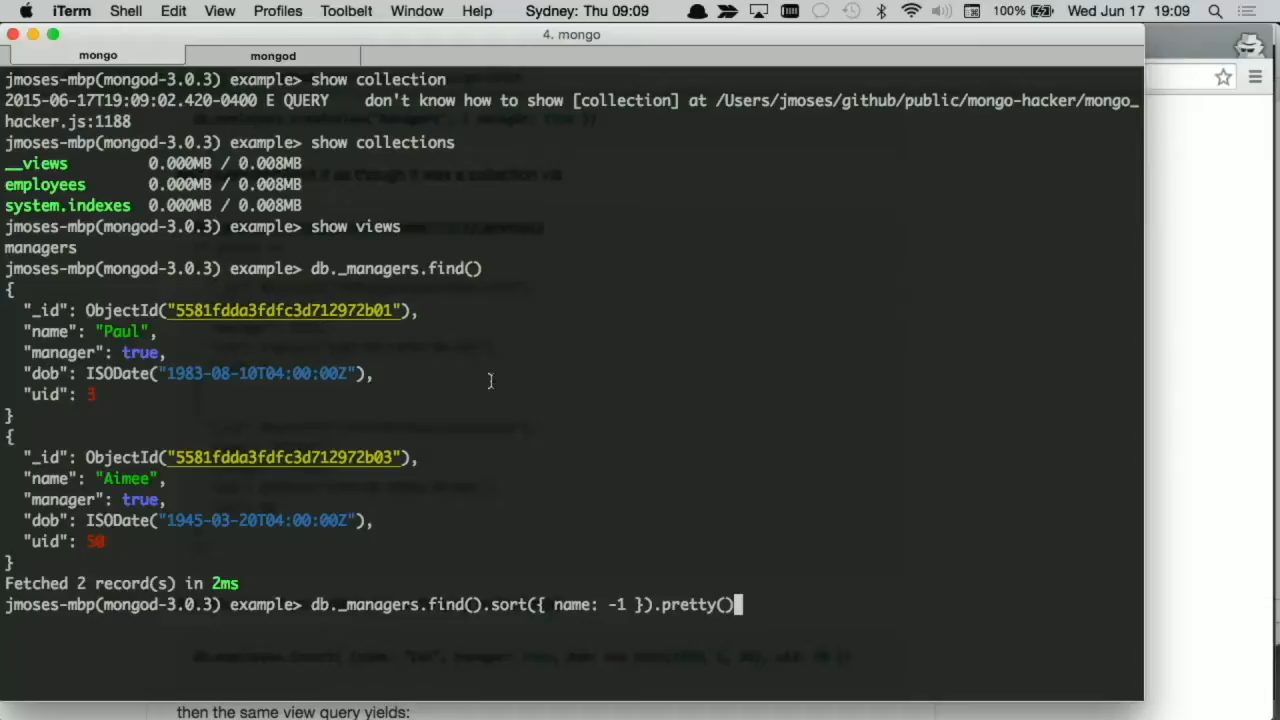 iTerm Shell Edit View Profiles Toolbelt Window Help Sydney: Thu 09:09 100% Wed Jun 17 19:09
4. mongo
mongo mongod
jmoses-mbp(mongod-3.0.3) example> show collection
2015-06-17T19:09:02.420-0400 E QUERY    don't know how to show [collection] at /Users/jmoses/github/public/mongo-hacker/mongo_
hacker.js:1188
jmoses-mbp(mongod-3.0.3) example> show collections
__views         0.000MB / 0.008MB
employees       0.000MB / 0.008MB
system.indexes  0.000MB / 0.008MB
jmoses-mbp(mongod-3.0.3) example> show views
managers
jmoses-mbp(mongod-3.0.3) example> db._managers.find()
{
  "_id": ObjectId("5581fdda3fdfc3d712972b01"),
  "name": "Paul",
  "manager": true,
  "dob": ISODate("1983-08-10T04:00:00Z"),
  "uid": 3
}
{
  "_id": ObjectId("5581fdda3fdfc3d712972b03"),
  "name": "Aimee",
  "manager": true,
  "dob": ISODate("1945-03-20T04:00:00Z"),
  "uid": 50
}
Fetched 2 record(s) in 2ms
jmoses-mbp(mongod-3.0.3) example> db._managers.find().sort({ name: -1 }).pretty()
then the same view query yields: